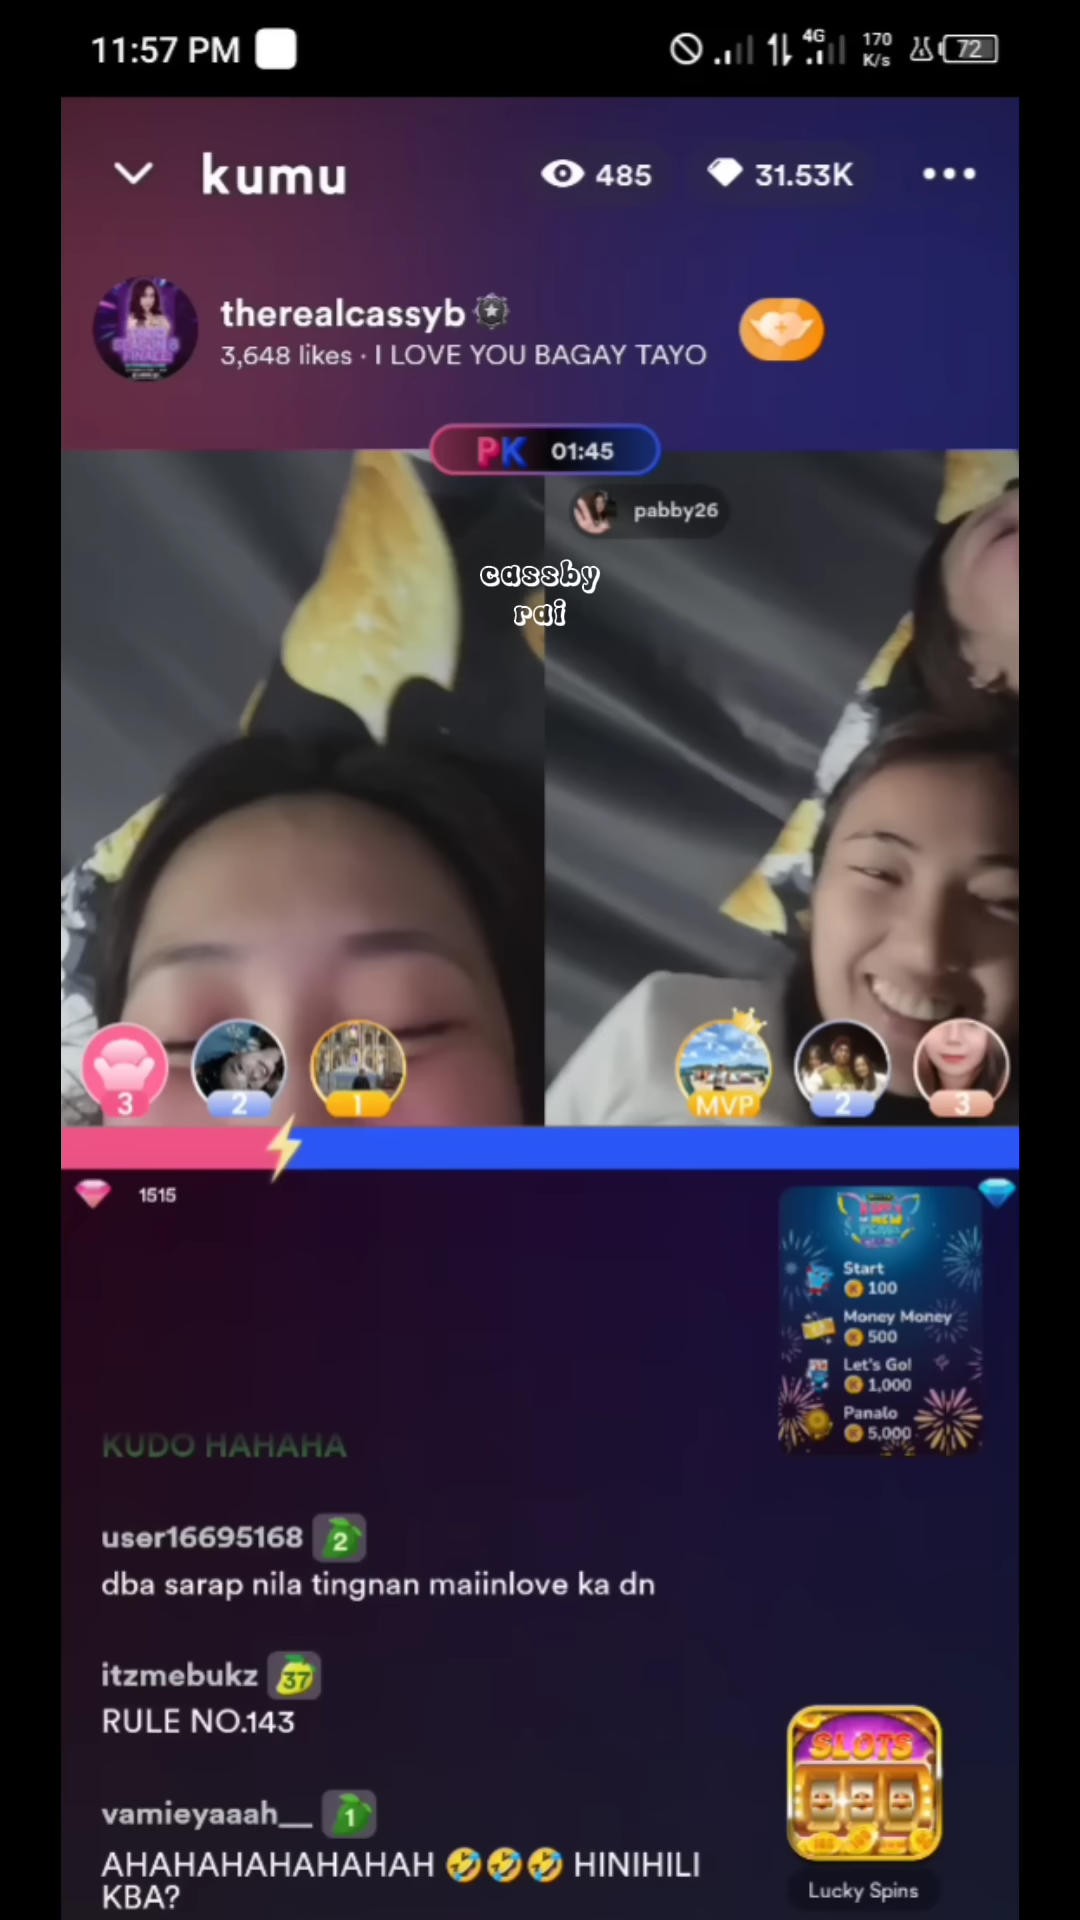 11:57 PM
4G
170
K/s
72
kumu
485
31.53K
therealcassyb
3,648 likes · I LOVE YOU BAGAY TAYO
PK 01:45
pabby26
cassby
rai
3
2
1
MVP
2
3
1515
Start
100
Money Money
500
Let's Go!
1,000
Panalo
5,000
KUDO HAHAHA
user16695168 2
dba sarap nila tingnan maiinlove ka dn
itzmebukz 37
RULE NO.143
vamieyaaah__ 1
AHAHAHAHAHAHAH 🤣🤣🤣 HINIHILI
KBA?
SLOTS
Lucky Spins